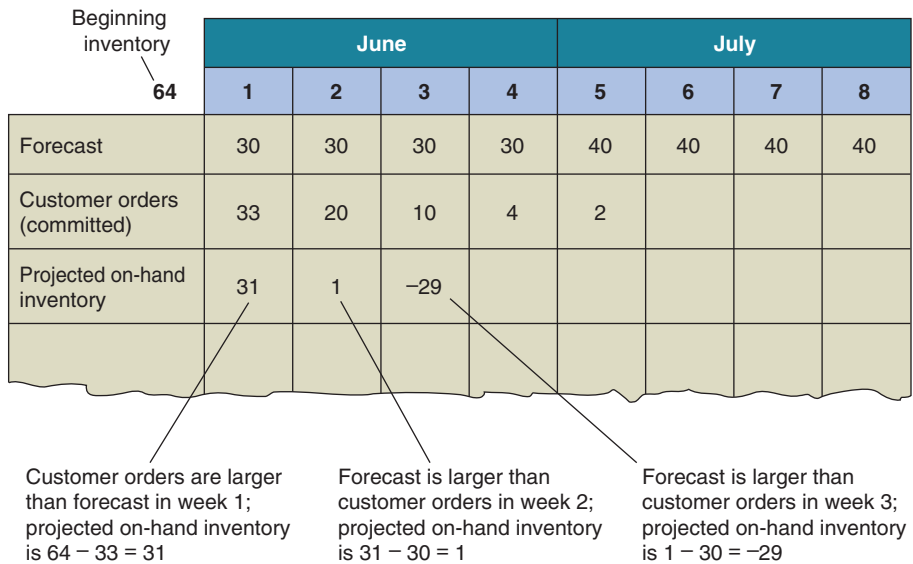 Beginning
inventory
64
June July
1 2 3 4 5 6 7 8
Forecast 30 30 30 30 40 40 40 40
Customer orders
(committed) 33 20 10 4 2
Projected on-hand
inventory 31 1 −29
Customer orders are larger
than forecast in week 1;
projected on-hand inventory
is 64 − 33 = 31
Forecast is larger than
customer orders in week 2;
projected on-hand inventory
is 31 − 30 = 1
Forecast is larger than
customer orders in week 3;
projected on-hand inventory
is 1 − 30 = −29